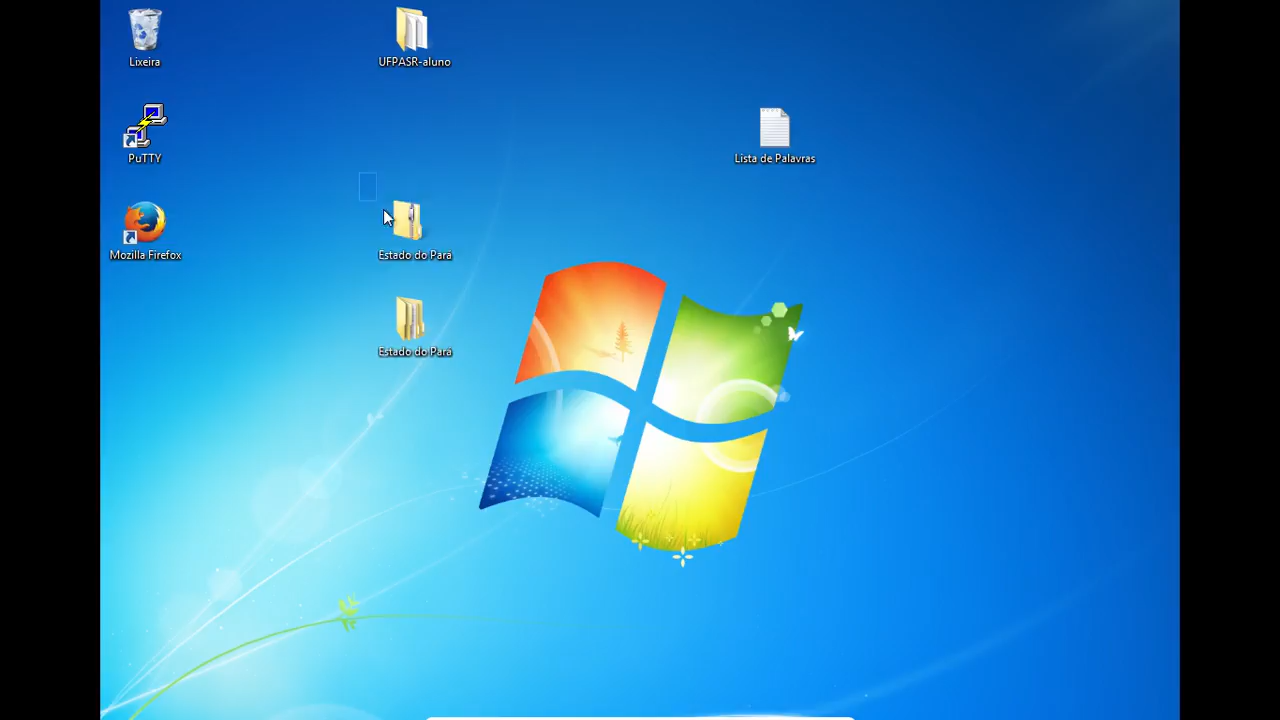 Lixeira
UFPASR-aluno
PuTTY
Lista de Palavras
Mozilla Firefox
Estado do Pará
Estado do Pará